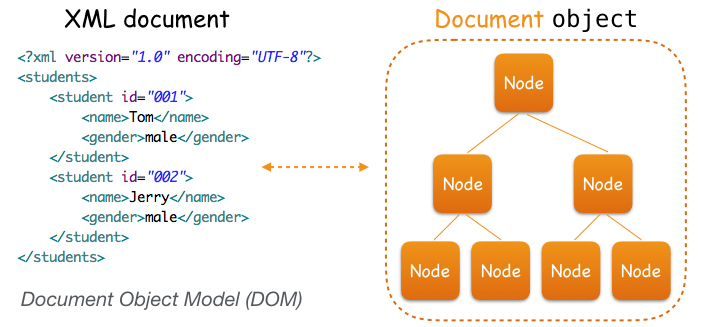 XML document
<?xml version="1.0" encoding="UTF-8"?>
<students>
    <student id="001">
        <name>Tom</name>
        <gender>male</gender>
    </student>
    <student id="002">
        <name>Jerry</name>
        <gender>male</gender>
    </student>
</students>
Document Object Model (DOM)
Document object
Node
Node
Node
Node
Node
Node
Node